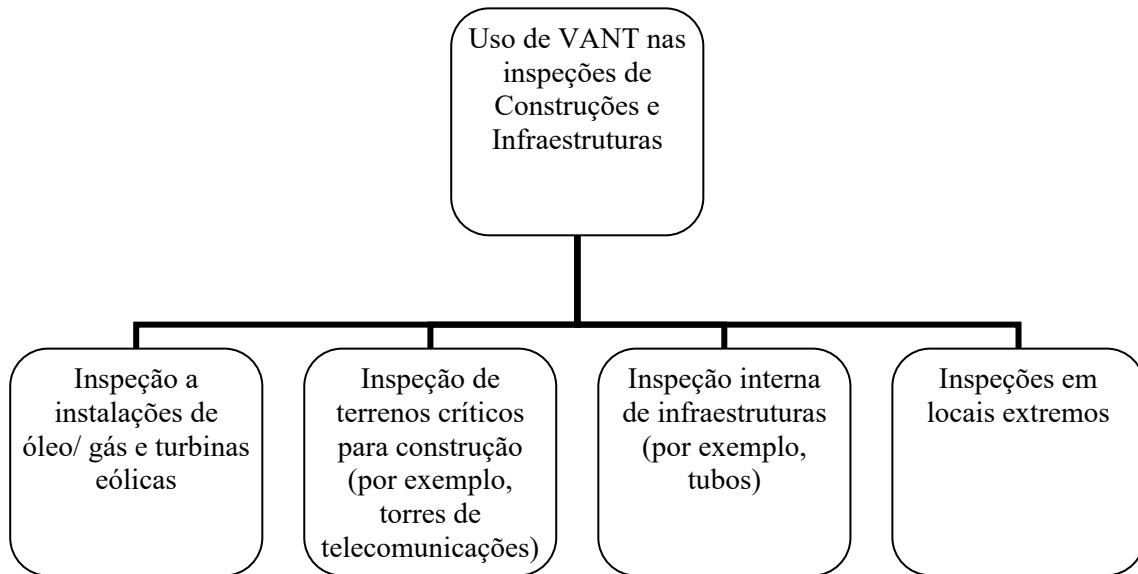 Uso de VANT nas
inspeções de
Construções e
Infraestruturas
Inspeção a
instalações de
óleo/ gás e turbinas
eólicas
Inspeção de
terrenos críticos
para construção
(por exemplo,
torres de
telecomunicações)
Inspeção interna
de infraestruturas
(por exemplo,
tubos)
Inspeções em
locais extremos